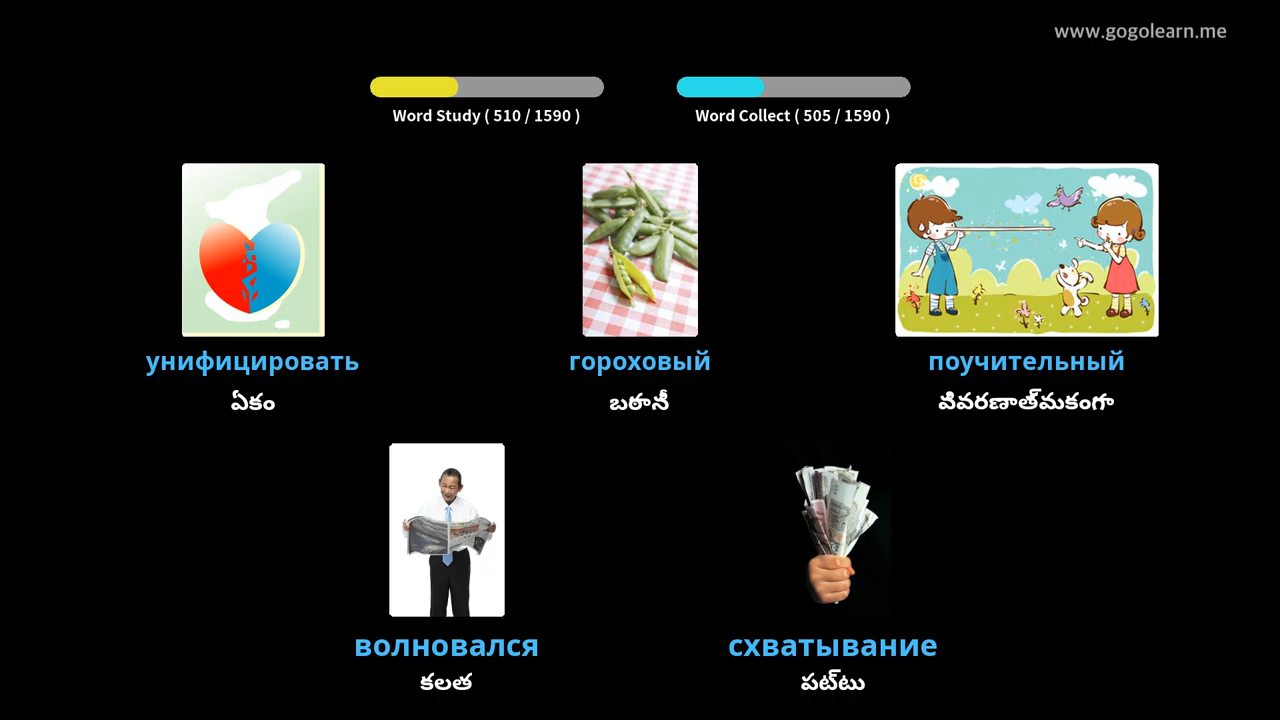 www.gogolearn.me
Word Study ( 510 / 1590 )
Word Collect ( 505 / 1590 )
унифицировать
ఏకం
гороховый
బఠానీ
поучительный
వివరణాత్‌మకంగా
волновался
కలత
схватывание
పట్‌టు